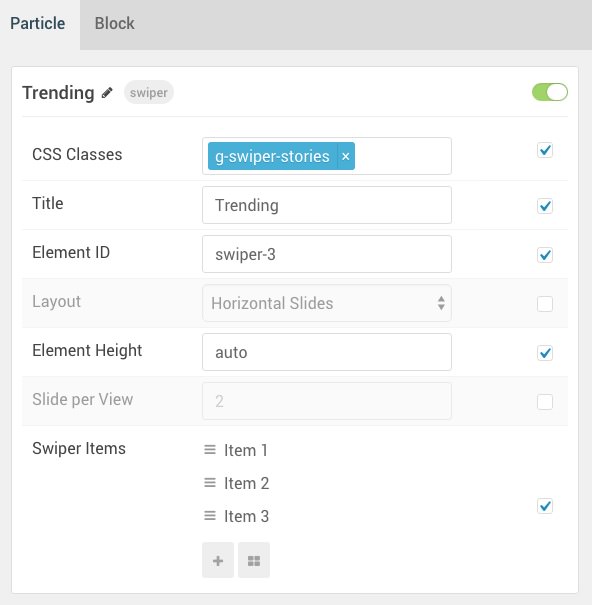 Particle Block
Trending swiper
CSS Classes g-swiper-stories ×
Title Trending
Element ID swiper-3
Layout Horizontal Slides
Element Height auto
Slide per View 2
Swiper Items Item 1
Item 2
Item 3